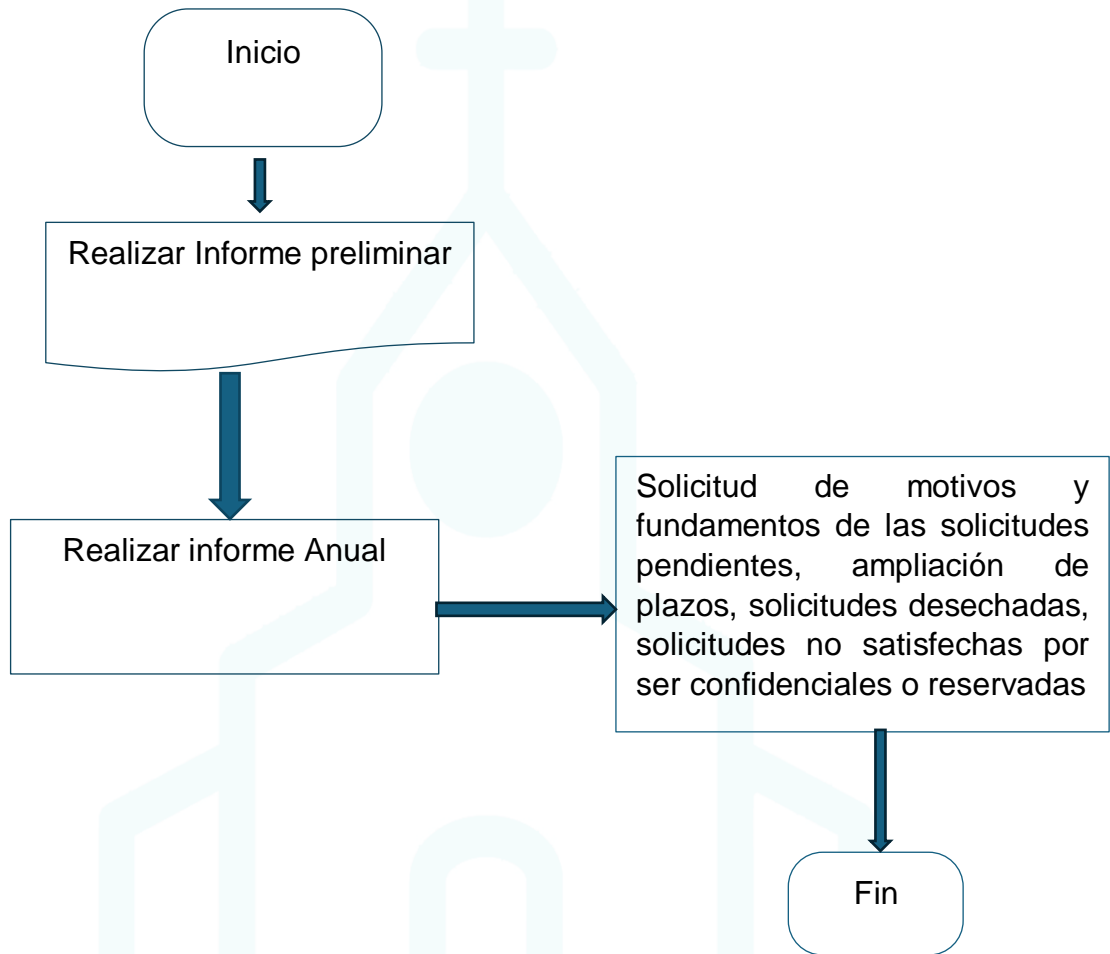 Inicio
Realizar Informe preliminar
Realizar informe Anual
Solicitud de motivos y
fundamentos de las solicitudes
pendientes, ampliación de
plazos, solicitudes desechadas,
solicitudes no satisfechas por
ser confidenciales o reservadas
Fin